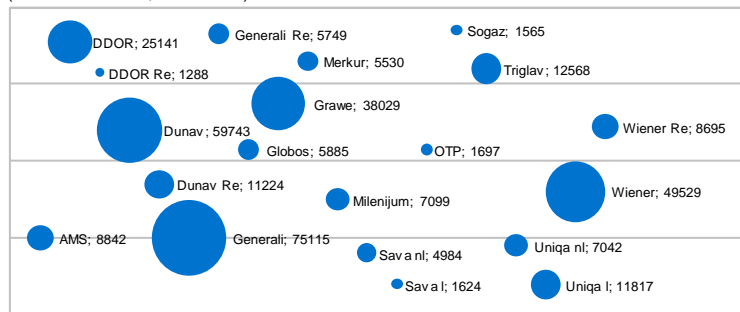 DDOR; 25141
Generali Re; 5749
Sogaz; 1565
Merkur; 5530
DDOR Re; 1288
Triglav; 12568
Grawe; 38029
Dunav; 59743
Wiener Re; 8695
Globos; 5885
OTP; 1697
Dunav Re; 11224
Milenijum; 7099
Wiener; 49529
AMS; 8842
Generali; 75115
Sava nl; 4984
Uniqa nl; 7042
Sava l; 1624
Uniqa l; 11817